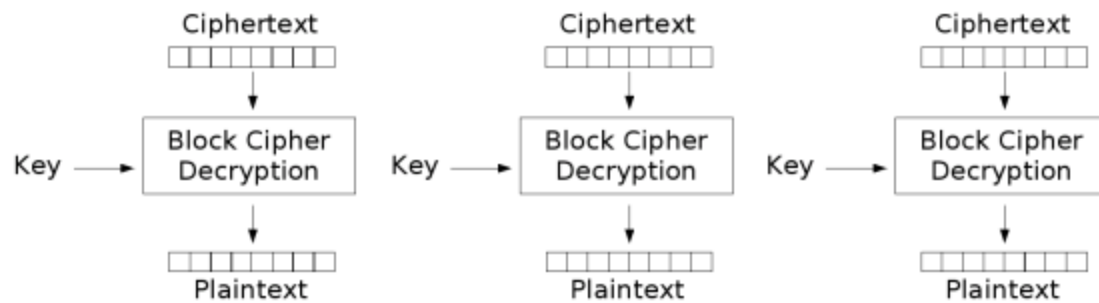 Ciphertext Ciphertext Ciphertext
Block Cipher Block Cipher Block Cipher
Key Key Key
Decryption Decryption Decryption
Plaintext Plaintext Plaintext